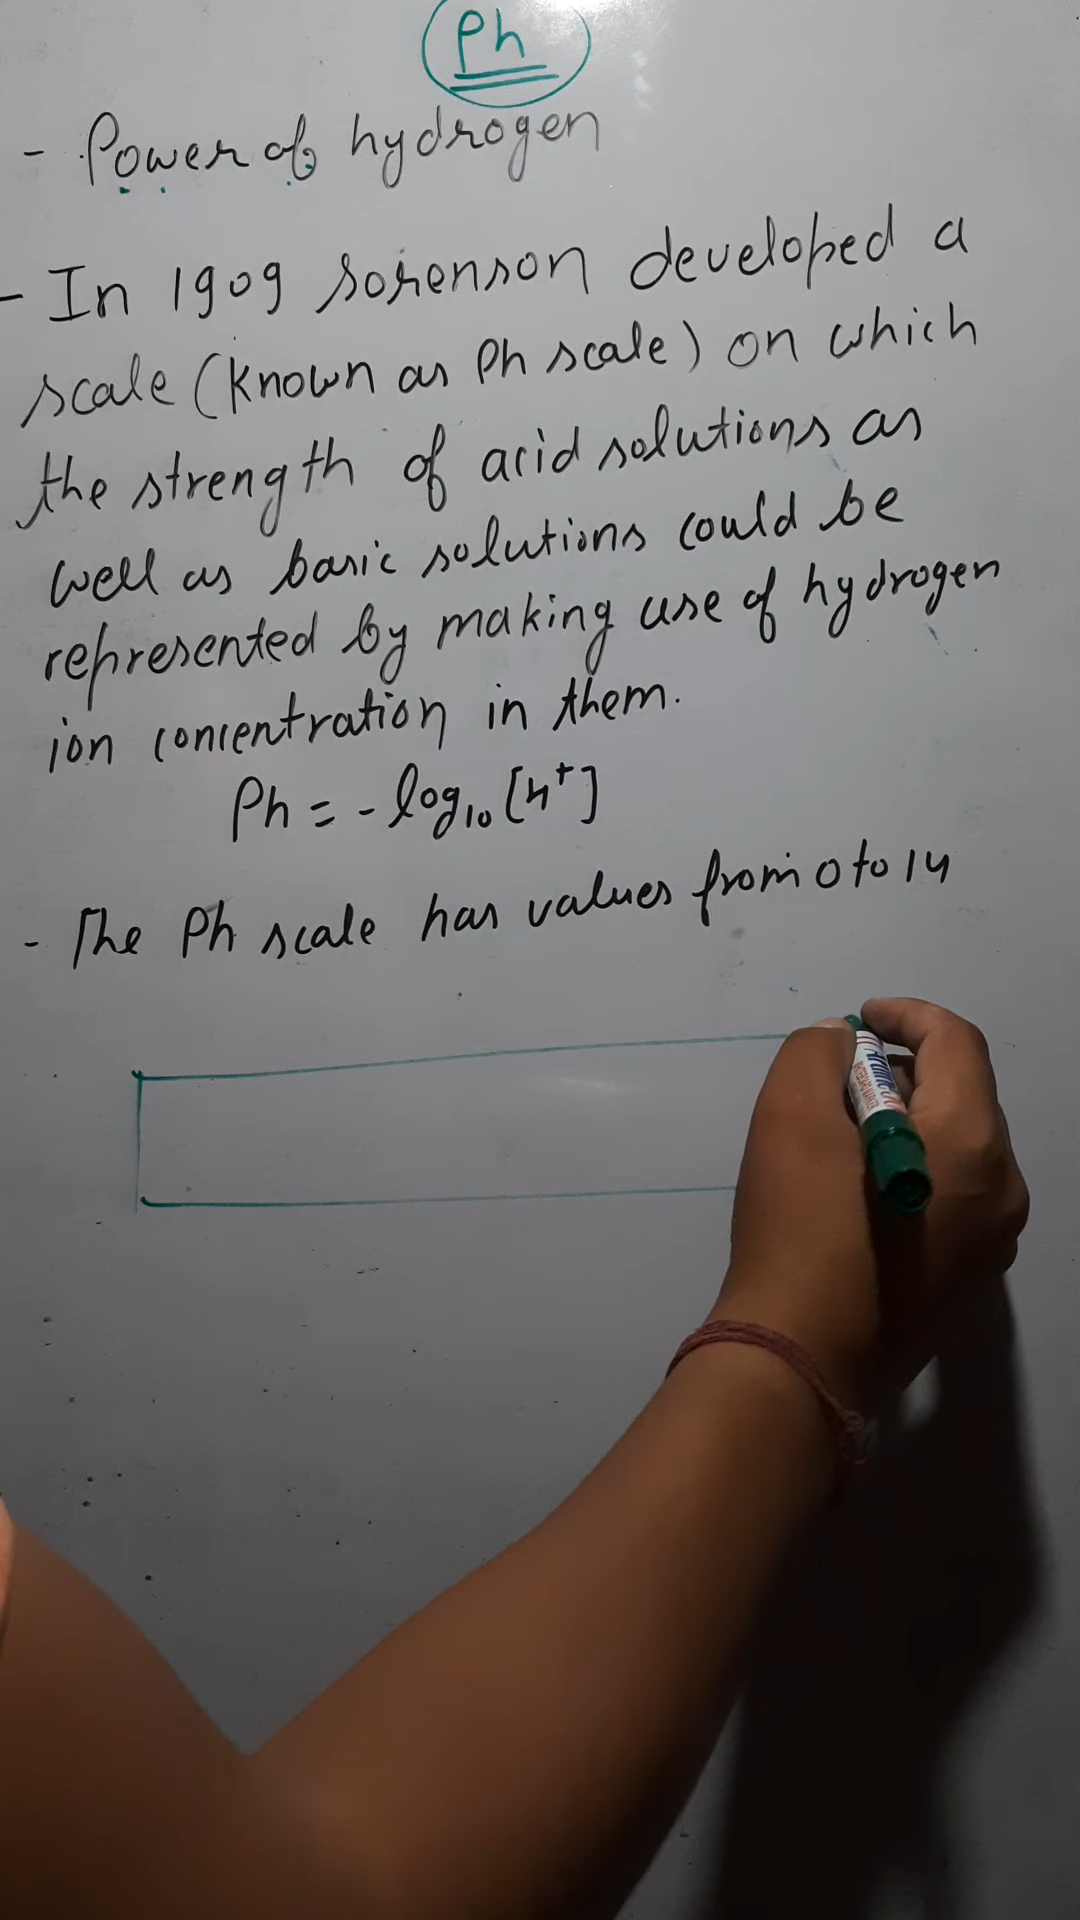 Ph
- Power of hydrogen
- In 1909 sorenson developed a
scale (known as Ph scale) on which
the strength of acid solutions as
well as basic solutions could be
represented by making use of hydrogen
ion concentration in them.
Ph = - log₁₀ [H⁺]
- The Ph scale has values from 0 to 14